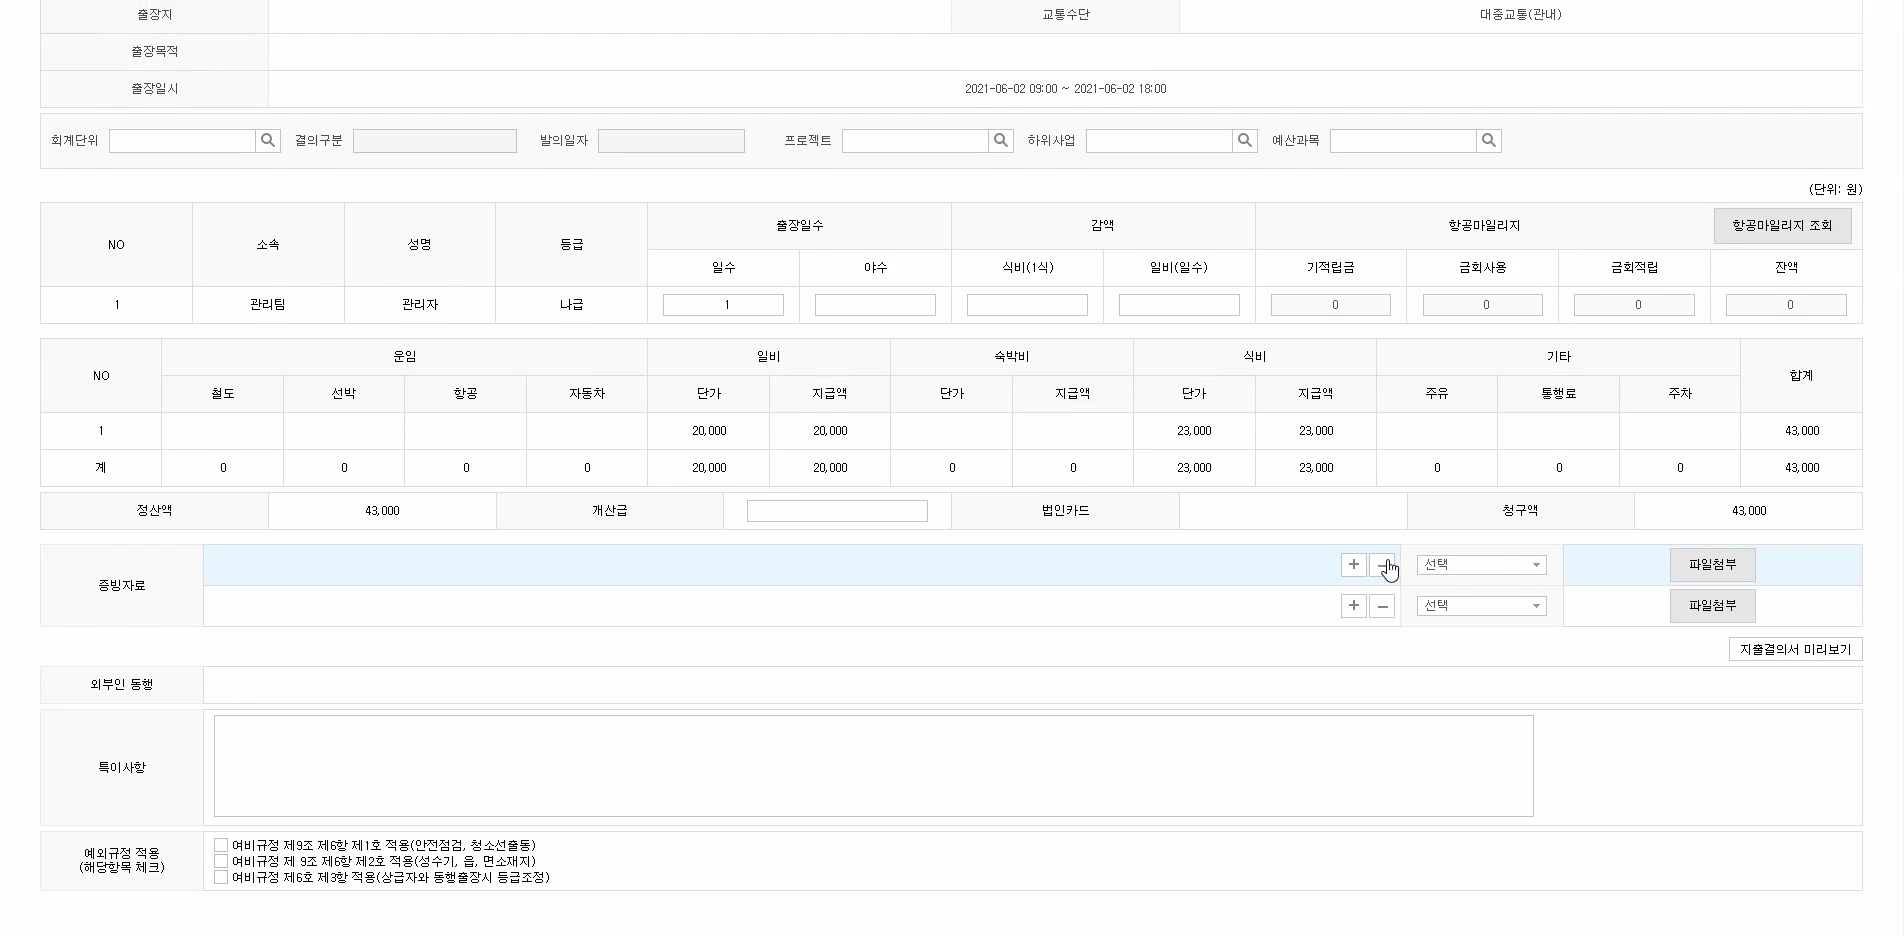 출장지 교통수단 대중교통(관내)
출장목적
출장일시 2021-06-02 09:00 ~ 2021-06-02 18:00
회계단위 결의구분 발의일자 프로젝트 하위사업 예산과목
(단위: 원)
NO 소속 성명 등급 출장일수 감액 항공마일리지 항공마일리지 조회
일수 야수 식비(1식) 일비(일수) 기적립금 금회사용 금회적립 잔액
1 관리팀 관리자 나급 1 0 0 0 0
NO 운임 일비 숙박비 식비 기타 합계
철도 선박 항공 자동차 단가 지급액 단가 지급액 단가 지급액 주유 통행료 주차
1 20,000 20,000 23,000 23,000 43,000
계 0 0 0 0 20,000 20,000 0 0 23,000 23,000 0 0 0 43,000
정산액 43,000 개산급 법인카드 청구액 43,000
증빙자료 + − 선택 파일첨부
+ − 선택 파일첨부
지출결의서 미리보기
외부인 동행
특이사항
예외규정 적용
(해당항목 체크)
여비규정 제9조 제6항 제1호 적용(안전점검, 청소선출동)
여비규정 제 9조 제6항 제2호 적용(성수기, 읍, 면소재지)
여비규정 제6호 제3항 적용(상급자와 동행출장시 등급조정)